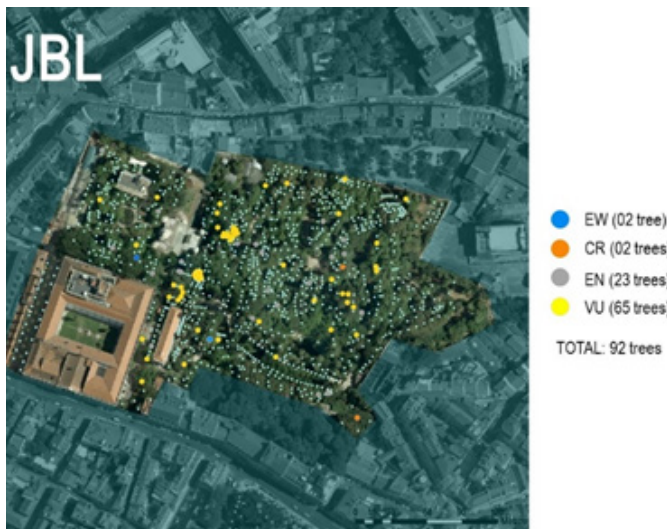 JBL
EW (02 tree)
CR (02 trees
EN (23 trees)
VU (65 trees)
TOTAL: 92 trees